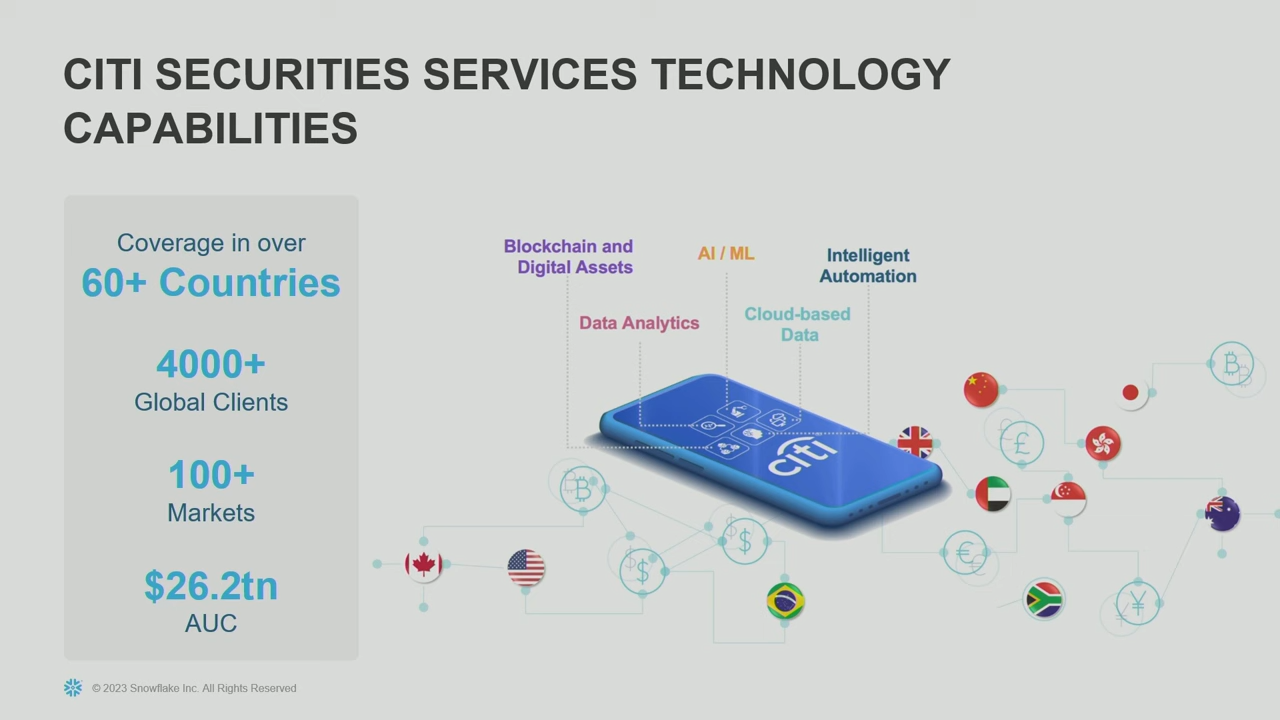 CITI SECURITIES SERVICES TECHNOLOGY
CAPABILITIES
Coverage in over
60+ Countries
4000+
Global Clients
100+
Markets
$26.2tn
AUC
Blockchain and
Digital Assets
AI / ML
Intelligent
Automation
Data Analytics
Cloud-based
Data
citi
© 2023 Snowflake Inc. All Rights Reserved